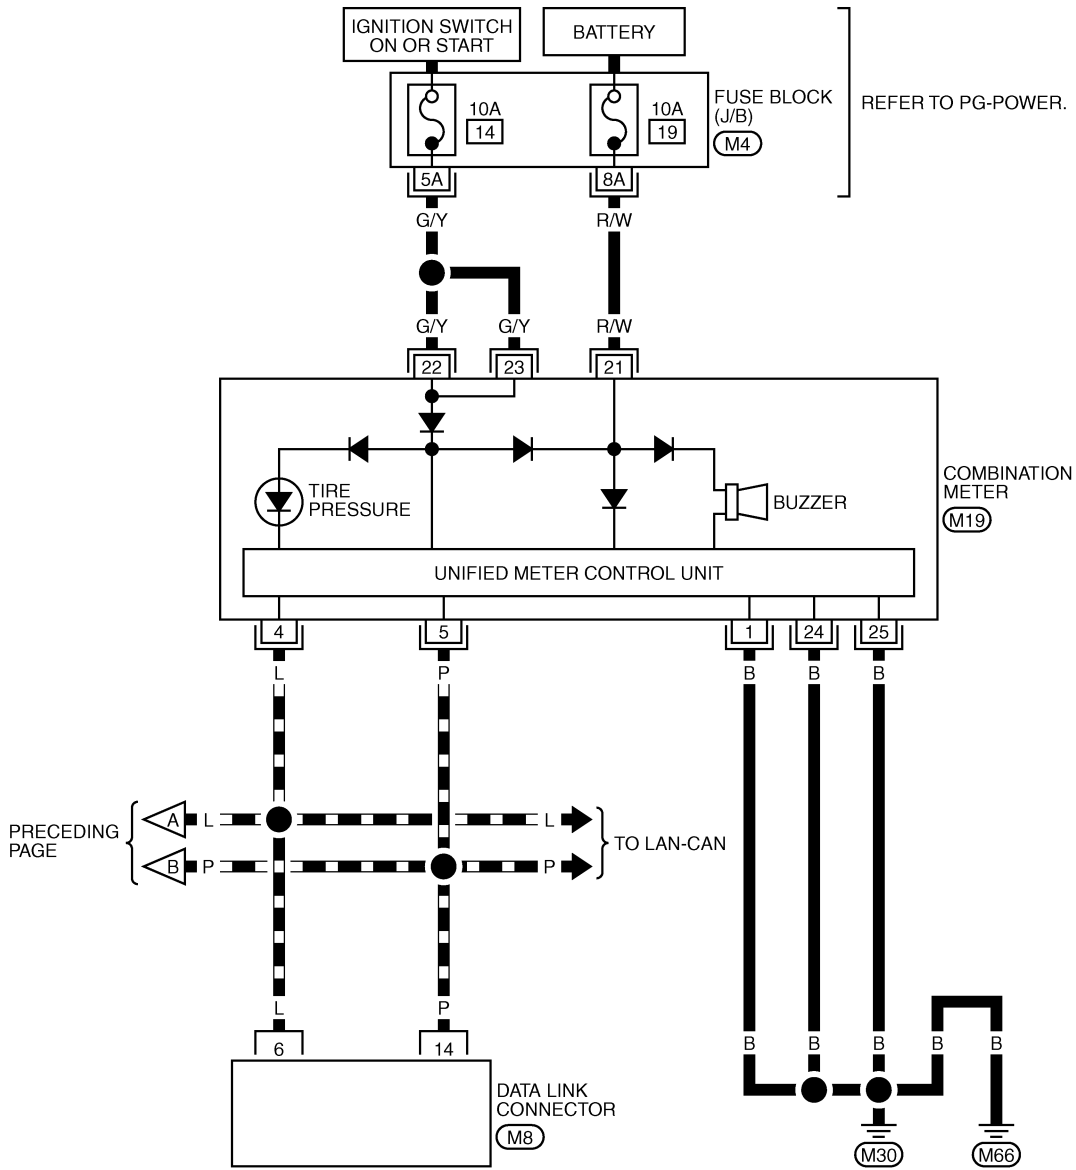 IGNITION SWITCH
ON OR START
BATTERY
10A
14
10A
19
FUSE BLOCK
(J/B)
M4
REFER TO PG-POWER.
5A
8A
G/Y
R/W
G/Y
G/Y
R/W
22
23
21
TIRE
PRESSURE
BUZZER
COMBINATION
METER
M19
UNIFIED METER CONTROL UNIT
4
5
1
24
25
L
P
B
B
B
PRECEDING
PAGE
A
L
L
B
P
P
TO LAN-CAN
L
P
B
B
B
B
B
6
14
DATA LINK
CONNECTOR
M8
M30
M66